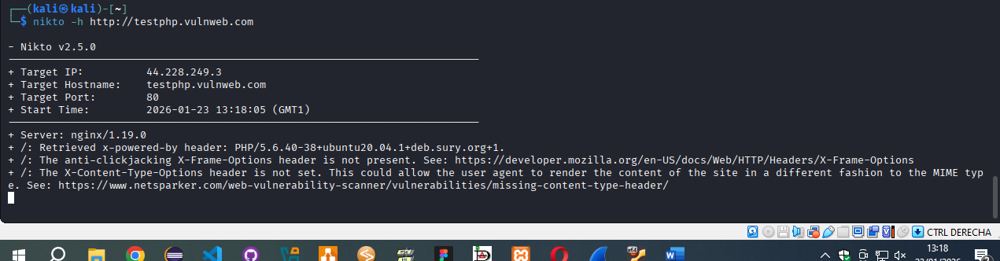 ┌──(kali㉿kali)-[~]
└─$ nikto -h http://testphp.vulnweb.com
- Nikto v2.5.0
+ Target IP:          44.228.249.3
+ Target Hostname:    testphp.vulnweb.com
+ Target Port:        80
+ Start Time:         2026-01-23 13:18:05 (GMT1)
+ Server: nginx/1.19.0
+ /: Retrieved x-powered-by header: PHP/5.6.40-38+ubuntu20.04.1+deb.sury.org+1.
+ /: The anti-clickjacking X-Frame-Options header is not present. See: https://developer.mozilla.org/en-US/docs/Web/HTTP/Headers/X-Frame-Options
+ /: The X-Content-Type-Options header is not set. This could allow the user agent to render the content of the site in a different fashion to the MIME typ
e. See: https://www.netsparker.com/web-vulnerability-scanner/vulnerabilities/missing-content-type-header/
CTRL DERECHA
13:18